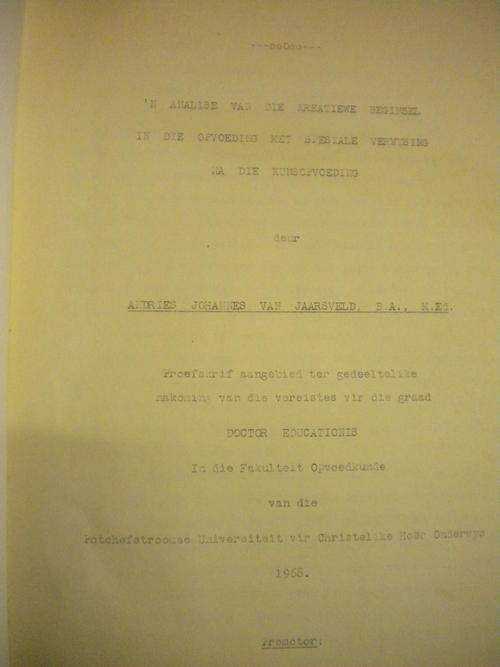 ---ooOoo---
'N ANALISE VAN DIE KREATIEWE BEGINSEL
IN DIE OPVOEDING MET SPESIALE VERWYSING
NA DIE KUNSOPVOEDING
deur
ANDRIES JOHANNES VAN JAARSVELD, B.A., M.Ed.
Proefskrif aangebied ter gedeeltelike
nakoming van die vereistes vir die graad
DOCTOR EDUCATIONIS
In die Fakulteit Opvoedkunde
van die
Potchefstroomse Universiteit vir Christelike Hoër Onderwys
1966.
Promotor: